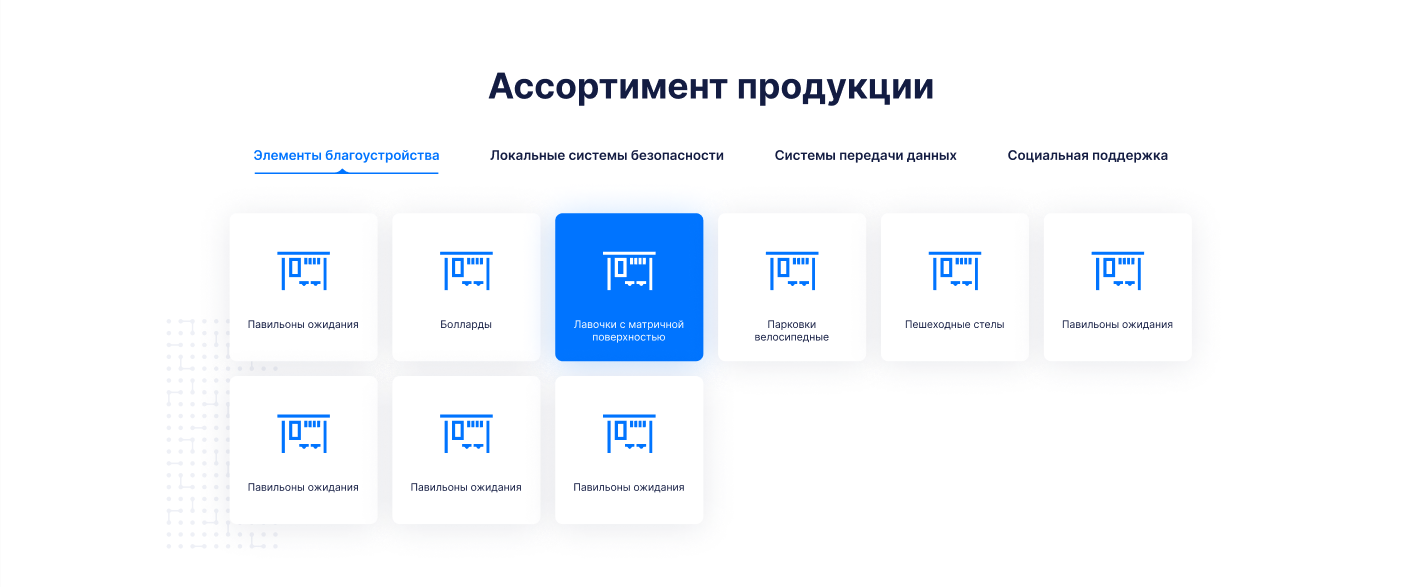 Ассортимент продукции
Элементы благоустройства
Локальные системы безопасности
Системы передачи данных
Социальная поддержка
Павильоны ожидания
Болларды
Лавочки с матричной
поверхностью
Парковки
велосипедные
Пешеходные стелы
Павильоны ожидания
Павильоны ожидания
Павильоны ожидания
Павильоны ожидания